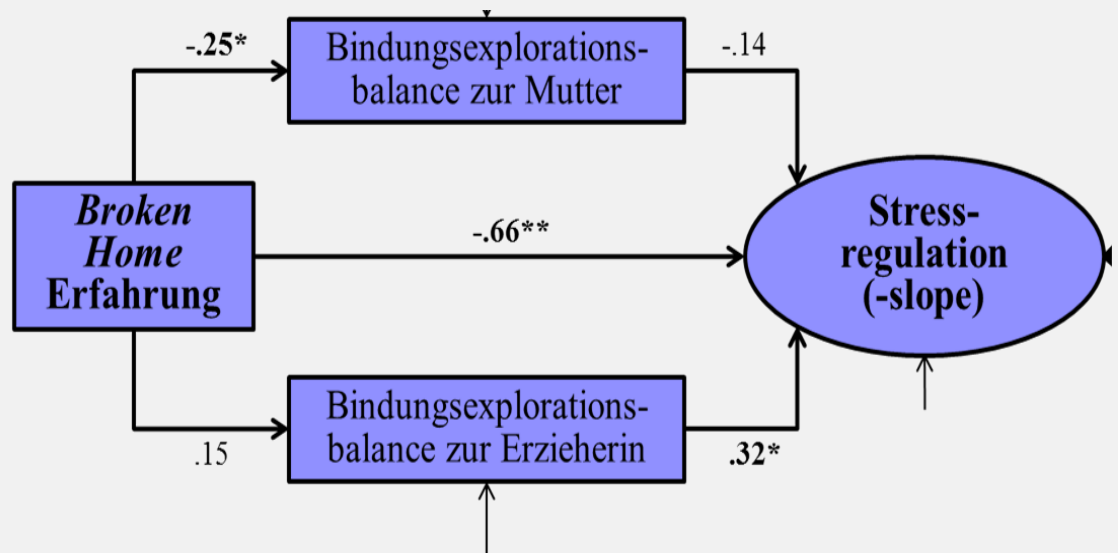 -.25*
Bindungsexplorations-
balance zur Mutter
-.14
Broken
Home
Erfahrung
-.66**
Stress-
regulation
(-slope)
.15
Bindungsexplorations-
balance zur Erzieherin
.32*